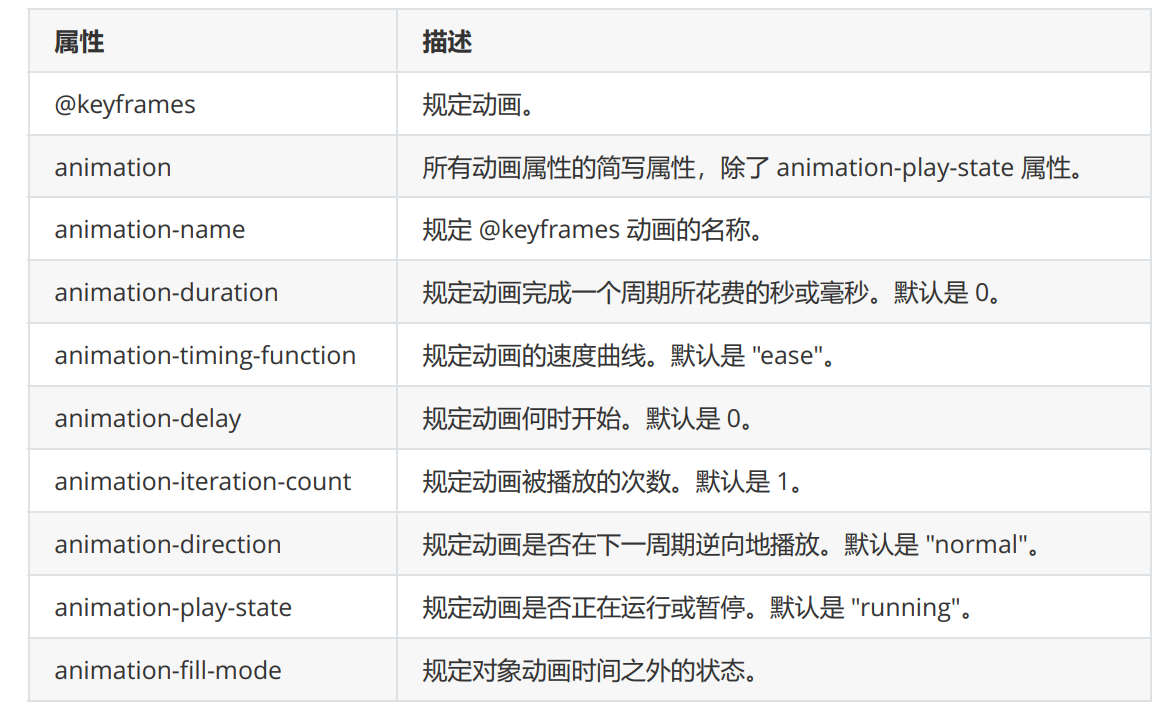 属性 描述
@keyframes 规定动画。
animation 所有动画属性的简写属性，除了 animation-play-state 属性。
animation-name 规定 @keyframes 动画的名称。
animation-duration 规定动画完成一个周期所花费的秒或毫秒。默认是 0。
animation-timing-function 规定动画的速度曲线。默认是 "ease"。
animation-delay 规定动画何时开始。默认是 0。
animation-iteration-count 规定动画被播放的次数。默认是 1。
animation-direction 规定动画是否在下一周期逆向地播放。默认是 "normal"。
animation-play-state 规定动画是否正在运行或暂停。默认是 "running"。
animation-fill-mode 规定对象动画时间之外的状态。